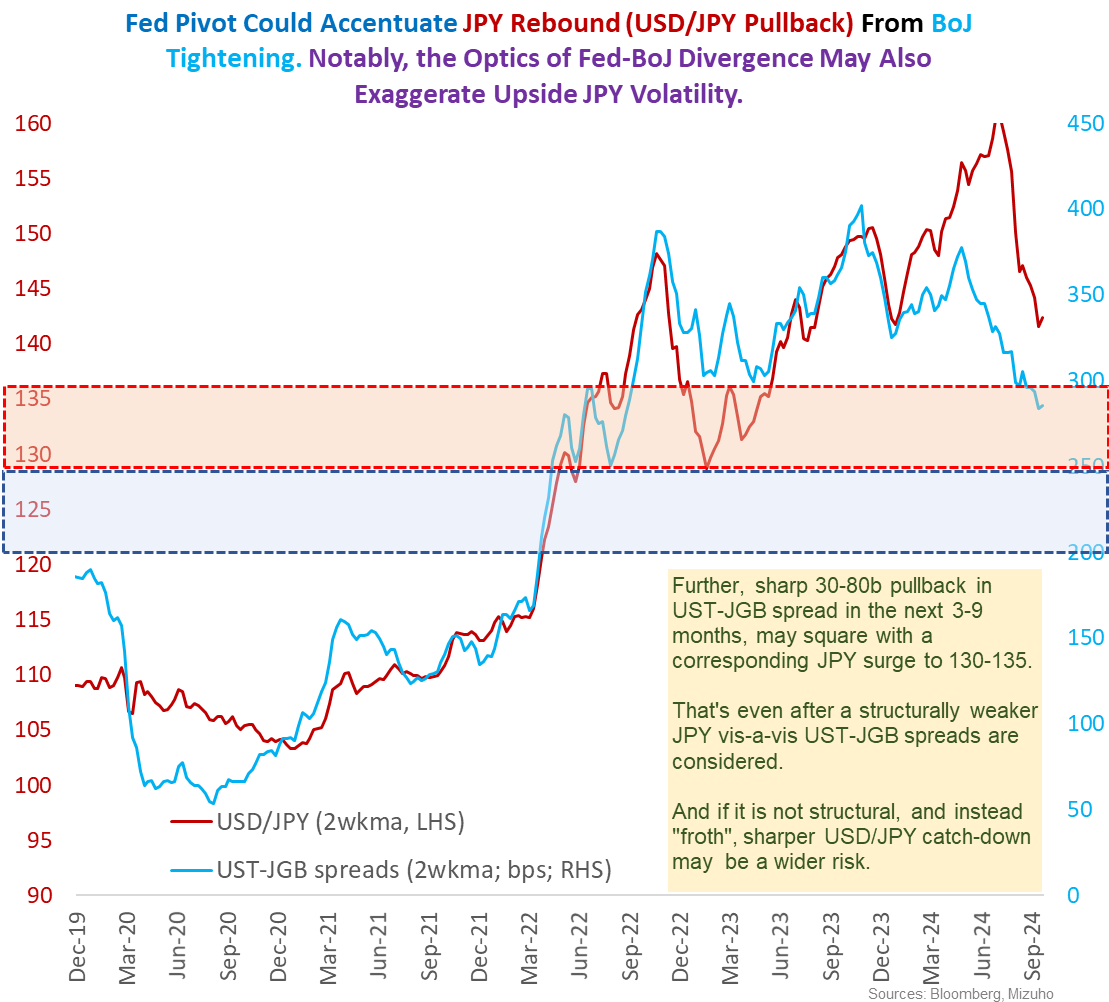 Fed Pivot Could Accentuate JPY Rebound (USD/JPY Pullback) From BoJ
Tightening. Notably, the Optics of Fed-BoJ Divergence May Also
Exaggerate Upside JPY Volatility.
160
155
150
145
140
135
130
125
120
115
110
105
100
95
90
450
400
350
300
250
200
150
100
50
0
Further, sharp 30-80b pullback in
UST-JGB spread in the next 3-9
months, may square with a
corresponding JPY surge to 130-135.
That's even after a structurally weaker
JPY vis-a-vis UST-JGB spreads are
considered.
And if it is not structural, and instead
"froth", sharper USD/JPY catch-down
may be a wider risk.
USD/JPY (2wkma, LHS)
UST-JGB spreads (2wkma; bps; RHS)
Dec-19
Mar-20
Jun-20
Sep-20
Dec-20
Mar-21
Jun-21
Sep-21
Dec-21
Mar-22
Jun-22
Sep-22
Dec-22
Mar-23
Jun-23
Sep-23
Dec-23
Mar-24
Jun-24
Sep-24
Sources: Bloomberg, Mizuho